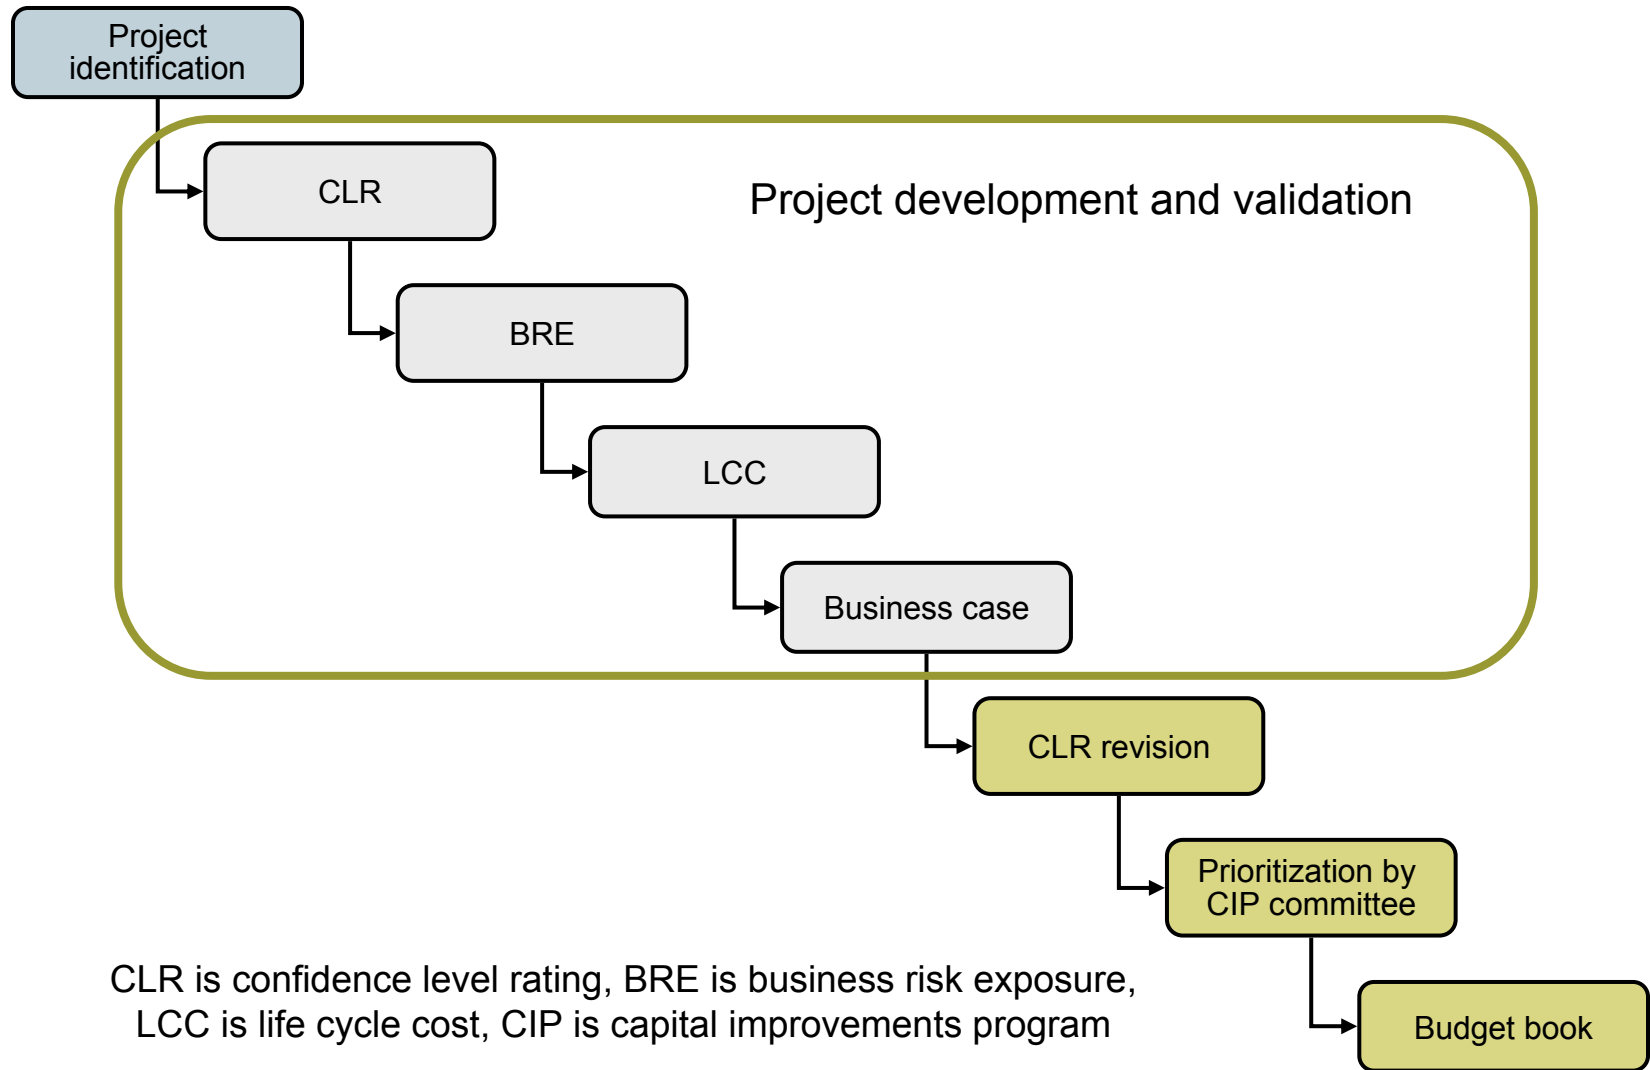 Project
identification
CLR
Project development and validation
BRE
LCC
Business case
CLR revision
Prioritization by
CIP committee
CLR is confidence level rating, BRE is business risk exposure,
LCC is life cycle cost, CIP is capital improvements program
Budget book